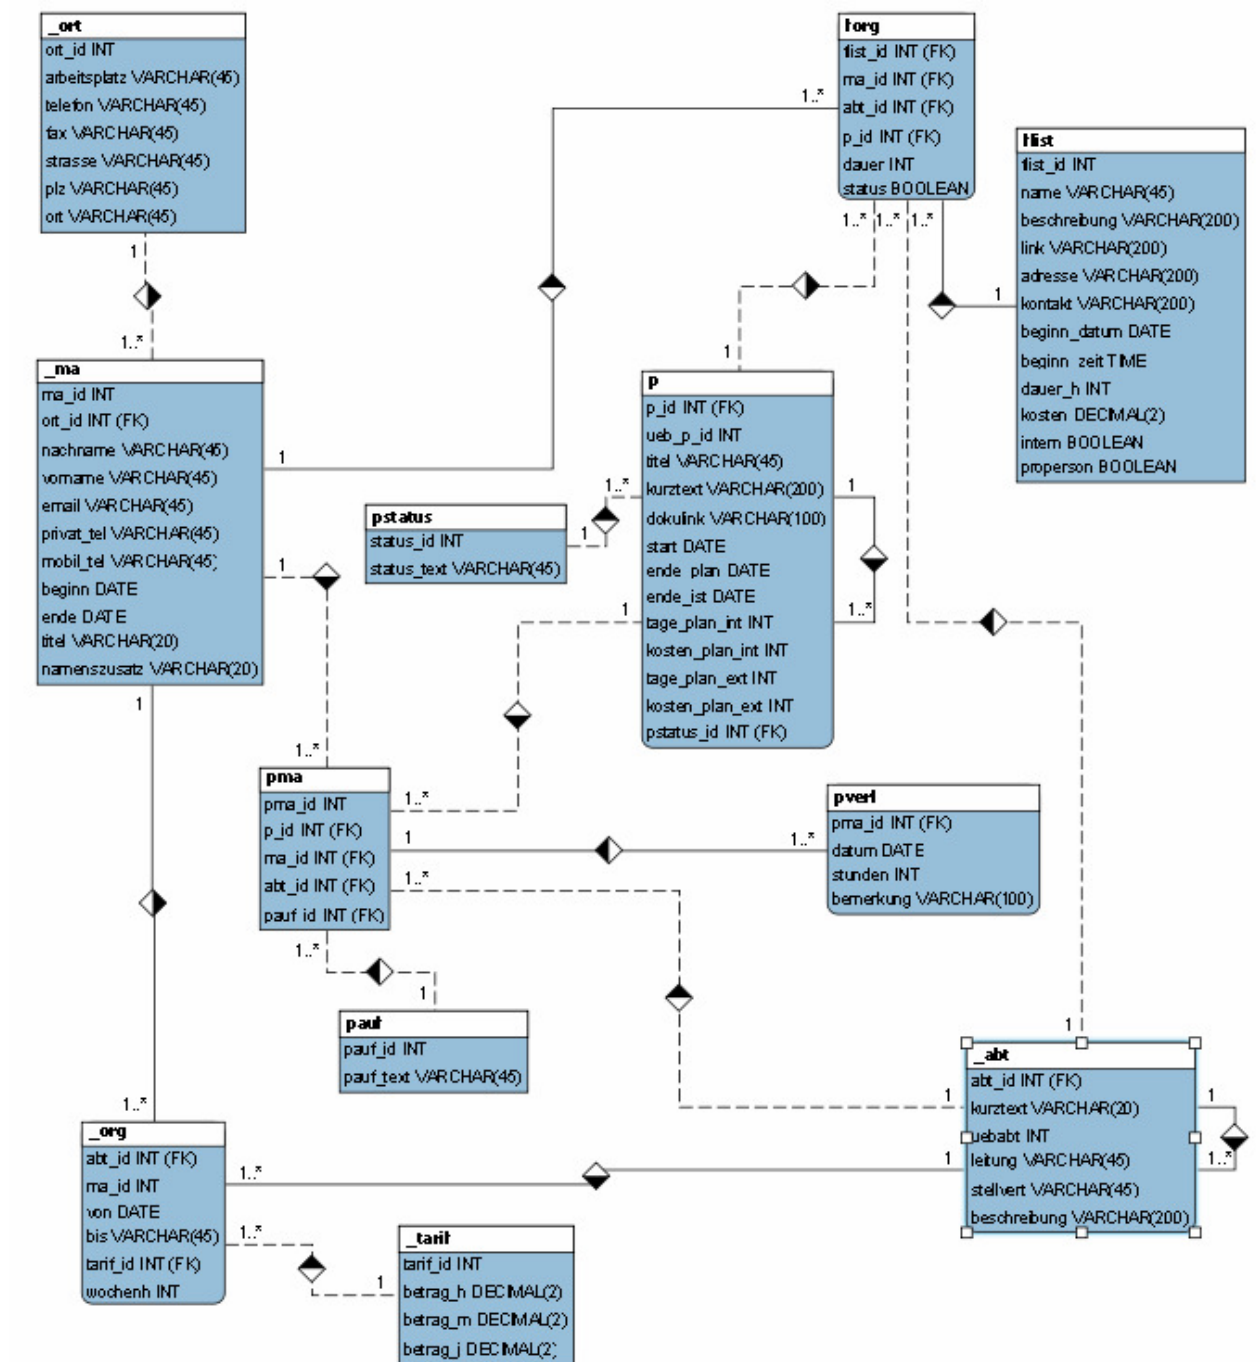 _ort
ort_id INT
arbeitsplatz VARCHAR(45)
telefon VARCHAR(45)
fax VARCHAR(45)
strasse VARCHAR(45)
plz VARCHAR(45)
ort VARCHAR(45)
1
1..*
_ma
ma_id INT
ort_id INT (FK)
nachname VARCHAR(45)
vorname VARCHAR(45)
email VARCHAR(45)
privat_tel VARCHAR(45)
mobil_tel VARCHAR(45)
beginn DATE
ende DATE
titel VARCHAR(20)
namenszusatz VARCHAR(20)
1
1
1
1..*
forg
flist_id INT (FK)
ma_id INT (FK)
abt_id INT (FK)
p_id INT (FK)
dauer INT
status BOOLEAN
1..*
1..*
1..*
1..*
flist
flist_id INT
name VARCHAR(45)
beschreibung VARCHAR(200)
link VARCHAR(200)
adresse VARCHAR(200)
kontakt VARCHAR(200)
beginn_datum DATE
beginn_zeit TIME
dauer_h INT
kosten DECIMAL(2)
intern BOOLEAN
properson BOOLEAN
1
1
p
p_id INT (FK)
ueb_p_id INT
titel VARCHAR(45)
kurztext VARCHAR(200)
dokulink VARCHAR(100)
start DATE
ende_plan DATE
ende_ist DATE
tage_plan_int INT
kosten_plan_int INT
tage_plan_ext INT
kosten_plan_ext INT
pstatus_id INT (FK)
1..*
1
1
1..*
pstatus
status_id INT
status_text VARCHAR(45)
1
1..*
pma
pma_id INT
p_id INT (FK)
ma_id INT (FK)
abt_id INT (FK)
pauf_id INT (FK)
1..*
1
1..*
1..*
1..*
pverl
pma_id INT (FK)
datum DATE
stunden INT
bemerkung VARCHAR(100)
1
pauf
pauf_id INT
pauf_text VARCHAR(45)
1
_abt
abt_id INT (FK)
kurztext VARCHAR(20)
uebabt INT
leitung VARCHAR(45)
stellvert VARCHAR(45)
beschreibung VARCHAR(200)
1
1
1
1..*
_org
abt_id INT (FK)
ma_id INT
von DATE
bis VARCHAR(45)
tarif_id INT (FK)
wochenh INT
1..*
1..*
1
_tarif
tarif_id INT
betrag_h DECIMAL(2)
betrag_m DECIMAL(2)
betrag_j DECIMAL(2)